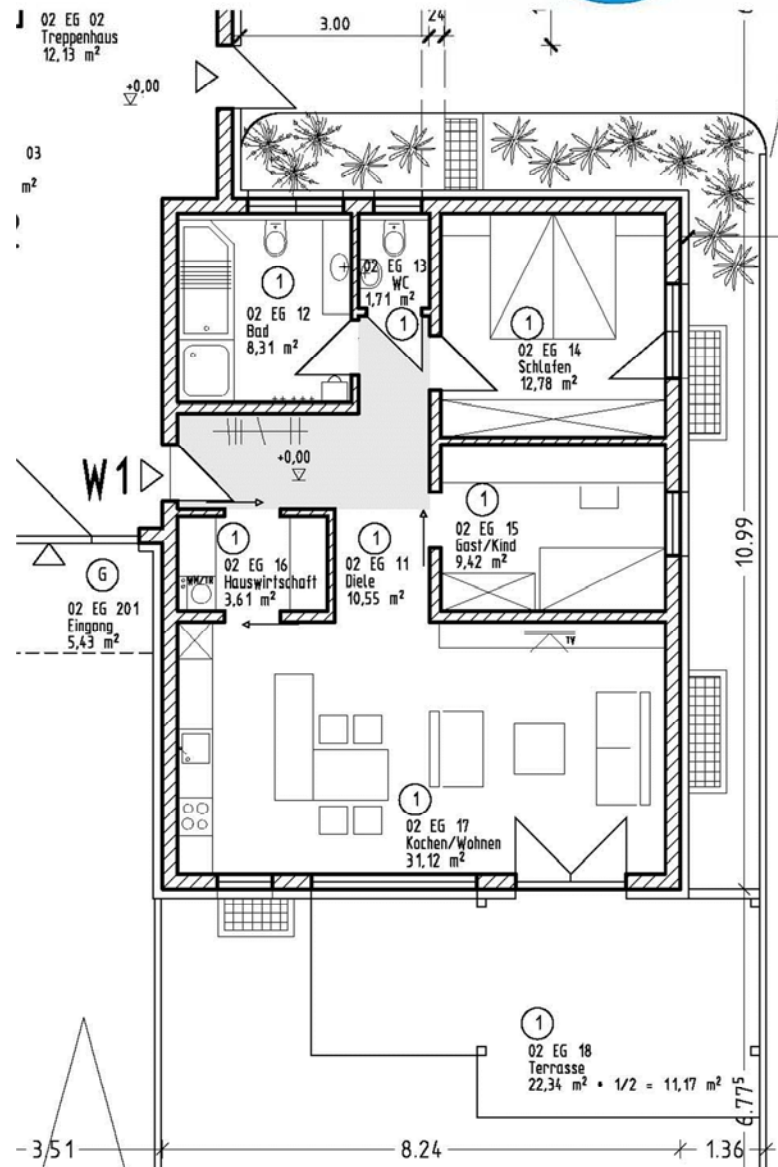 02 EG 02
Treppenhaus
12,13 m²
3.00
24
+0,00
03
m²
02 EG 13
WC
1,71 m²
1
1
02 EG 12
Bad
8,31 m²
1
02 EG 14
Schlafen
12,78 m²
W1
+0,00
1
02 EG 15
Gast/Kind
9,42 m²
1
02 EG 16
Hauswirtschaft
3,61 m²
WM/TR
1
02 EG 11
Diele
10,55 m²
G
02 EG 201
Eingang
5,43 m²
10.99
TV
1
02 EG 17
Kochen/Wohnen
31,12 m²
1
02 EG 18
Terrasse
22,34 m² * 1/2 = 11,17 m²
6.77⁵
3.51
8.24
1.36